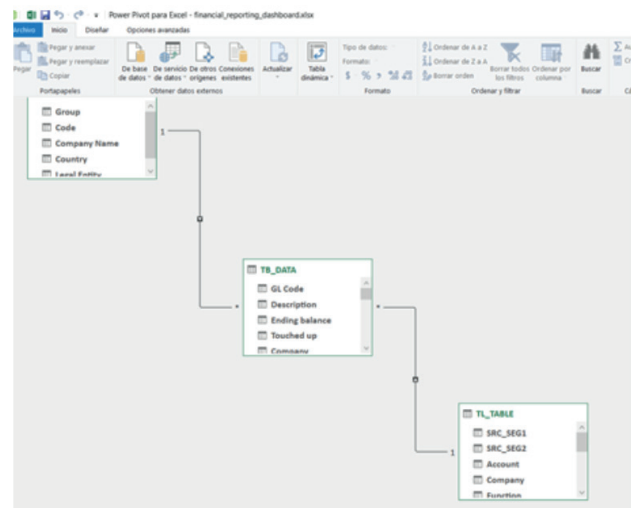 Power Pivot para Excel - financial_reporting_dashboard.xlsx
Archivo Inicio Diseñar Opciones avanzadas
Pegar
Pegar y anexar
Pegar y reemplazar
Copiar
Portapapeles
De base de datos
De servicio de datos
De otros orígenes
Conexiones existentes
Obtener datos externos
Actualizar
Tabla dinámica
Tipo de datos:
Formato:
$ % ,
Formato
Ordenar de A a Z
Ordenar de Z a A
Borrar orden
Borrar todos los filtros
Ordenar por columna
Ordenar y filtrar
Buscar
Buscar
Group
Code
Company Name
Country
Legal Entity
1
*
TB_DATA
GL Code
Description
Ending balance
Touched up
Company
*
1
TL_TABLE
SRC_SEG1
SRC_SEG2
Account
Company
Function